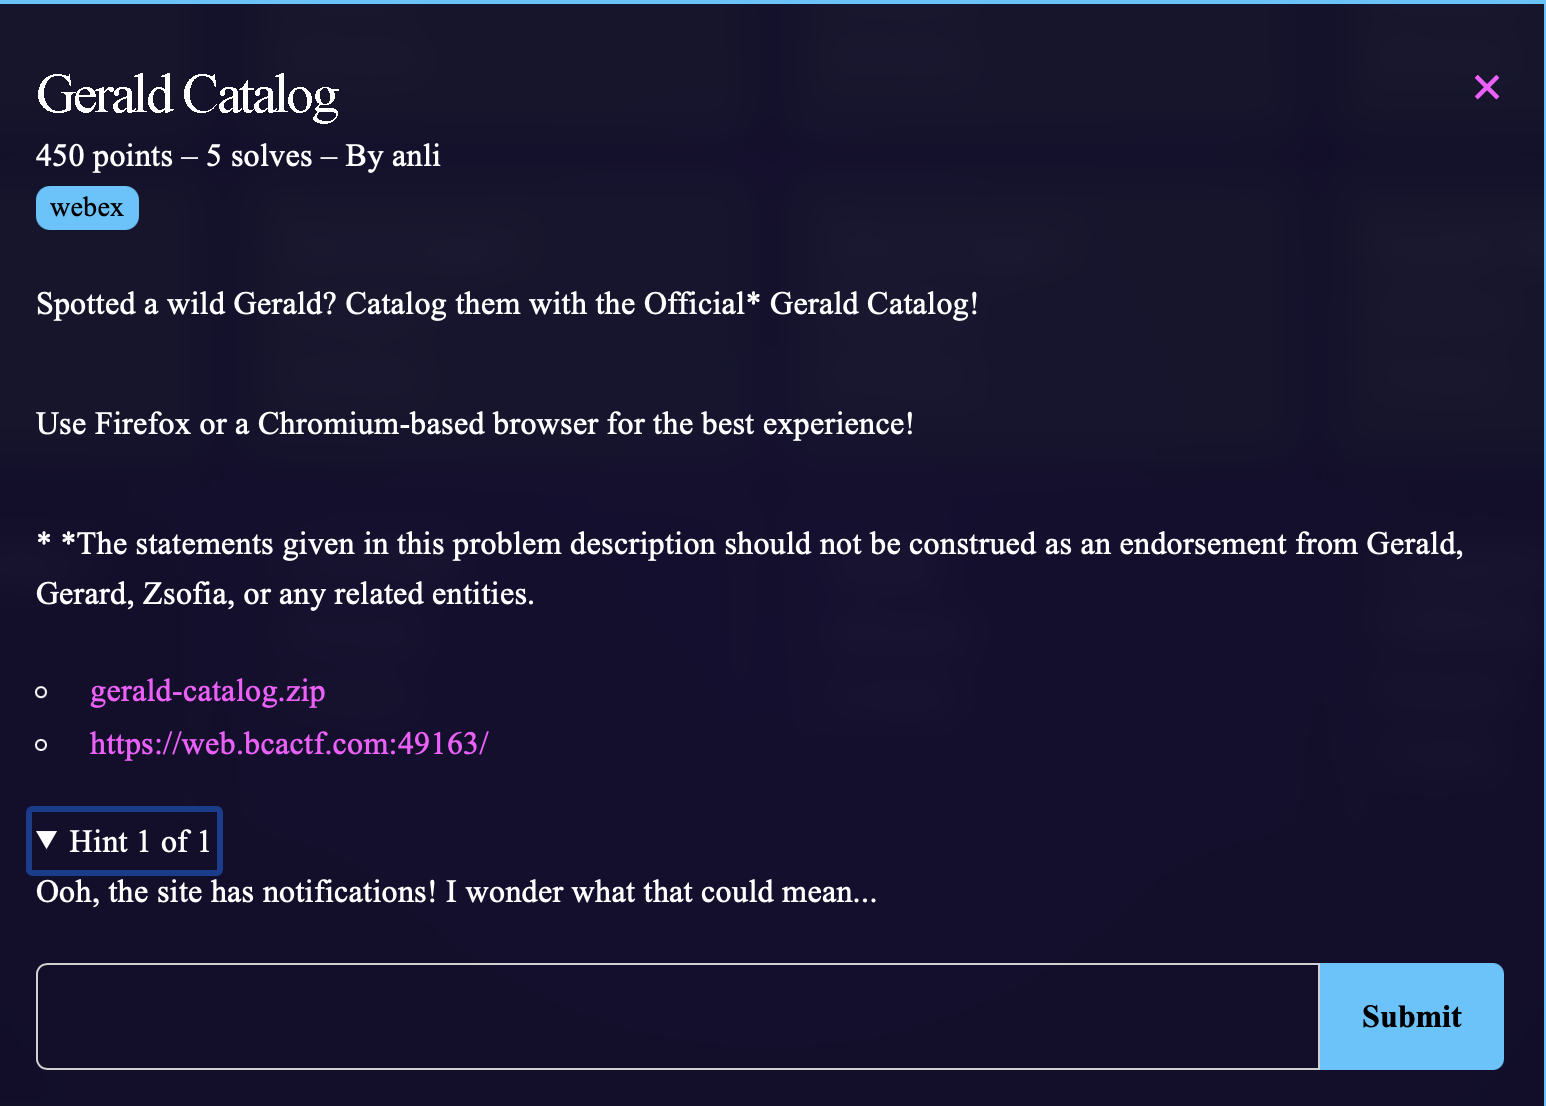 Gerald Catalog
450 points – 5 solves – By anli
webex
Spotted a wild Gerald? Catalog them with the Official* Gerald Catalog!
Use Firefox or a Chromium-based browser for the best experience!
* *The statements given in this problem description should not be construed as an endorsement from Gerald,
Gerard, Zsofia, or any related entities.
gerald-catalog.zip
https://web.bcactf.com:49163/
Hint 1 of 1
Ooh, the site has notifications! I wonder what that could mean...
Submit